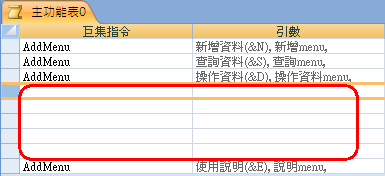 主功能表0
巨集指令 引數
AddMenu 新增資料(&N), 新增menu,
AddMenu 查詢資料(&S), 查詢menu,
AddMenu 操作資料(&D), 操作資料menu,
AddMenu 使用說明(&E), 說明menu,